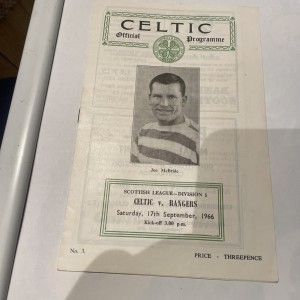 CELTIC
Official Programme
Joe McBride
SCOTTISH LEAGUE—DIVISION 1
CELTIC v. RANGERS
Saturday, 17th September, 1966
Kick-off 3.00 p.m.
No. 3. PRICE - THREEPENCE